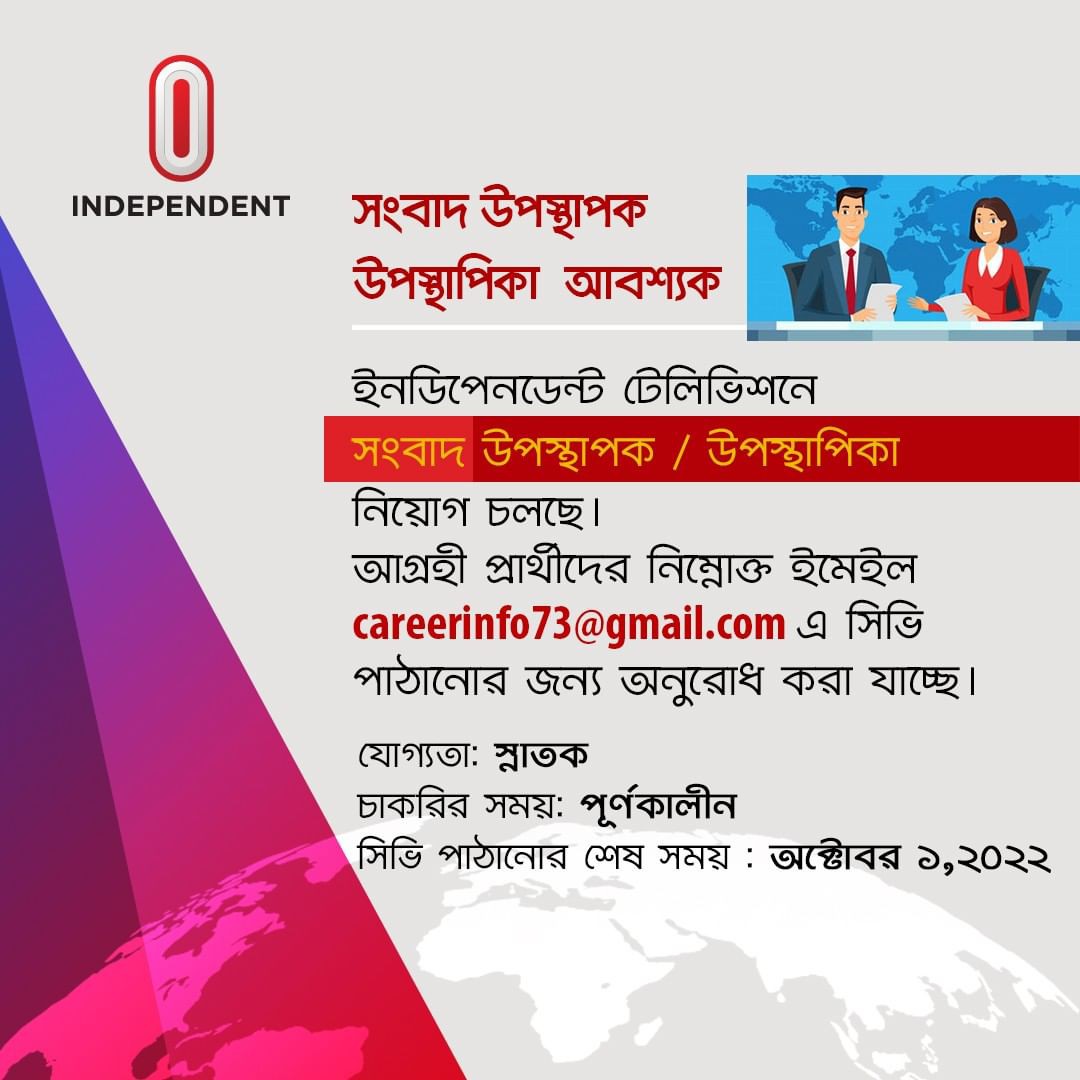 INDEPENDENT
সংবাদ উপস্থাপক
উপস্থাপিকা আবশ্যক
ইনডিপেনডেন্ট টেলিভিশনে
সংবাদ উপস্থাপক / উপস্থাপিকা
নিয়োগ চলছে।
আগ্রহী প্রার্থীদের নিম্নোক্ত ইমেইল
careerinfo73@gmail.com এ সিভি
পাঠানোর জন্য অনুরোধ করা যাচ্ছে।
যোগ্যতা: স্নাতক
চাকরির সময়: পূর্ণকালীন
সিভি পাঠানোর শেষ সময় : অক্টোবর ১,২০২২